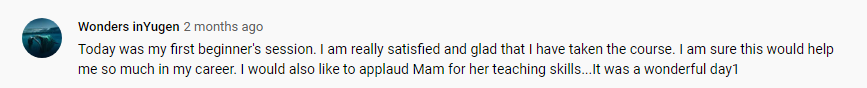 Wonders inYugen 2 months ago
Today was my first beginner's session. I am really satisfied and glad that I have taken the course. I am sure this would help
me so much in my career. I would also like to applaud Mam for her teaching skills...It was a wonderful day1